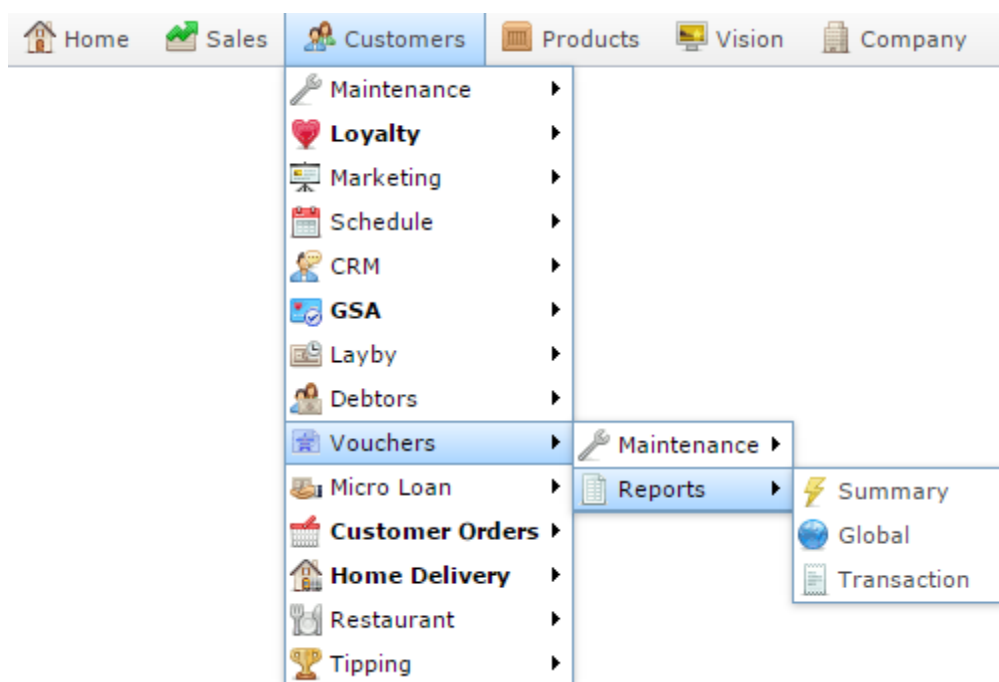 Home Sales Customers Products Vision Company
Maintenance
Loyalty
Marketing
Schedule
CRM
GSA
Layby
Debtors
Vouchers Maintenance
Micro Loan Reports Summary
Customer Orders Global
Home Delivery Transaction
Restaurant
Tipping